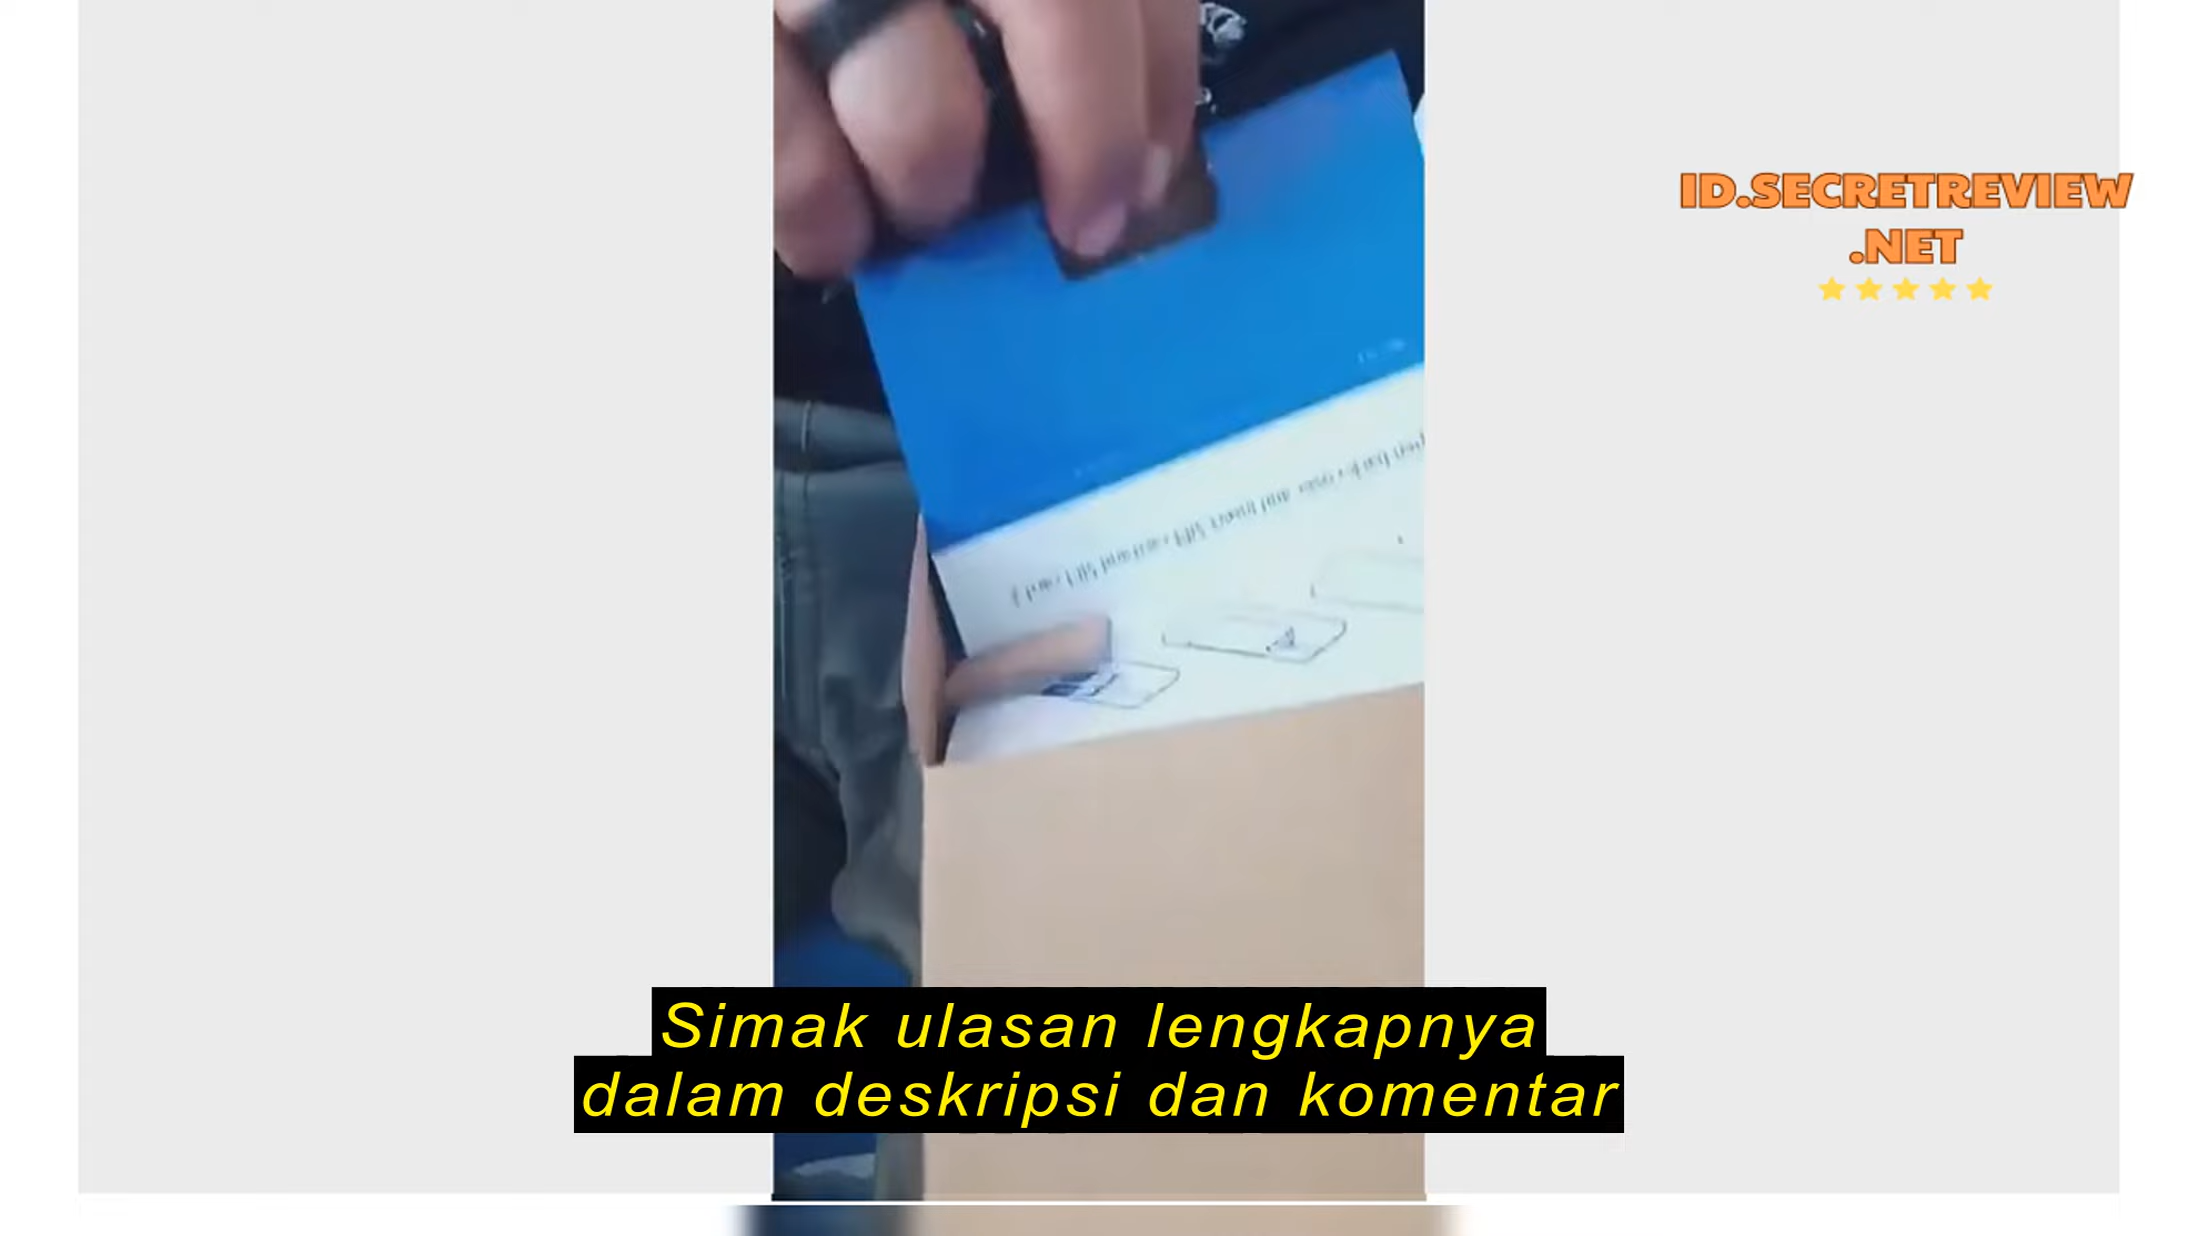 ID.SECRETREVIEW
.NET
Simak ulasan lengkapnya
dalam deskripsi dan komentar